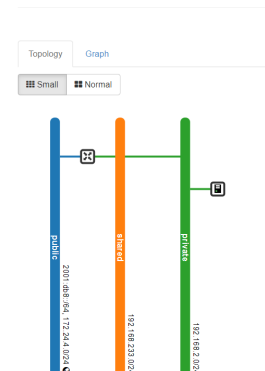 Topology Graph
Small Normal
public
2001:db8::/64, 172.24.4.0/24
shared
192.168.233.0/2
private
192.168.2.0/2